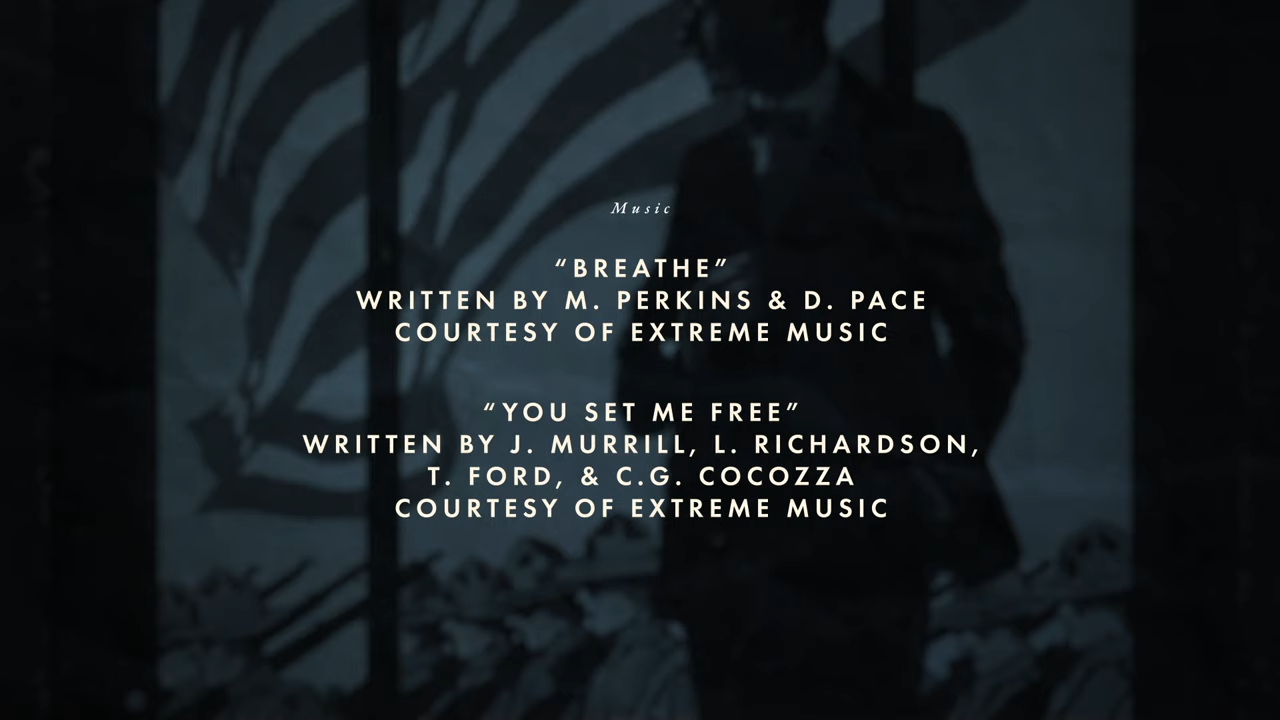 Music
“BREATHE”
WRITTEN BY M. PERKINS & D. PACE
COURTESY OF EXTREME MUSIC
“YOU SET ME FREE”
WRITTEN BY J. MURRILL, L. RICHARDSON,
T. FORD, & C.G. COCOZZA
COURTESY OF EXTREME MUSIC